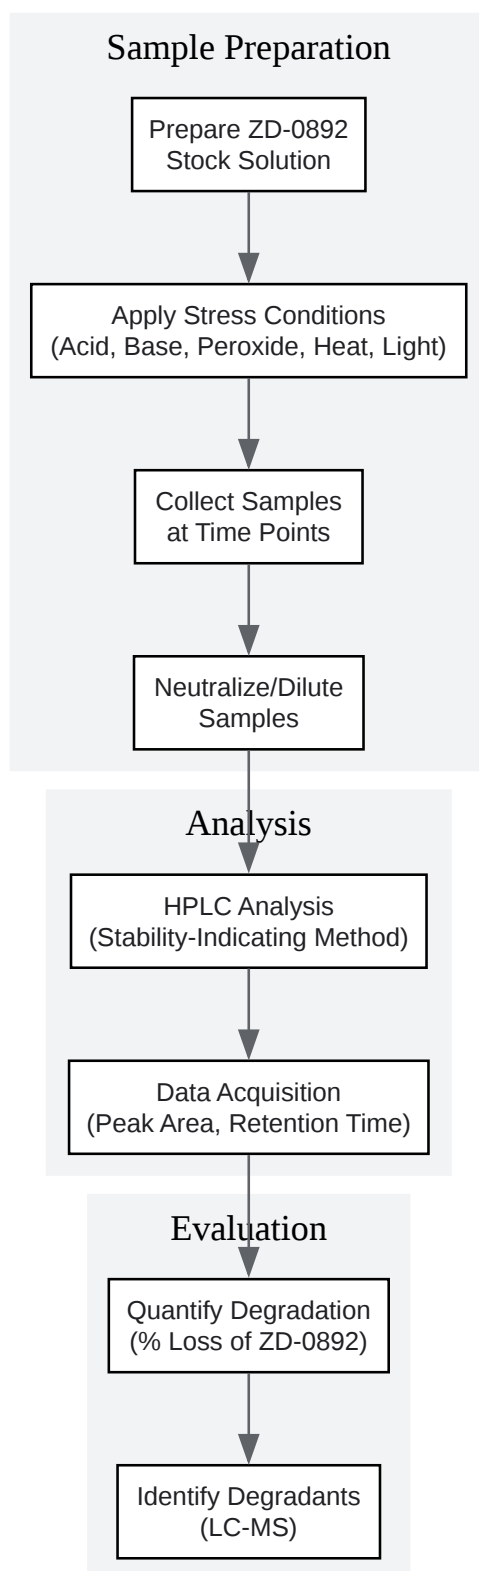 Sample Preparation
Prepare ZD-0892
Stock Solution
Apply Stress Conditions
(Acid, Base, Peroxide, Heat, Light)
Collect Samples
at Time Points
Neutralize/Dilute
Samples
Analysis
HPLC Analysis
(Stability-Indicating Method)
Data Acquisition
(Peak Area, Retention Time)
Evaluation
Quantify Degradation
(% Loss of ZD-0892)
Identify Degradants
(LC-MS)